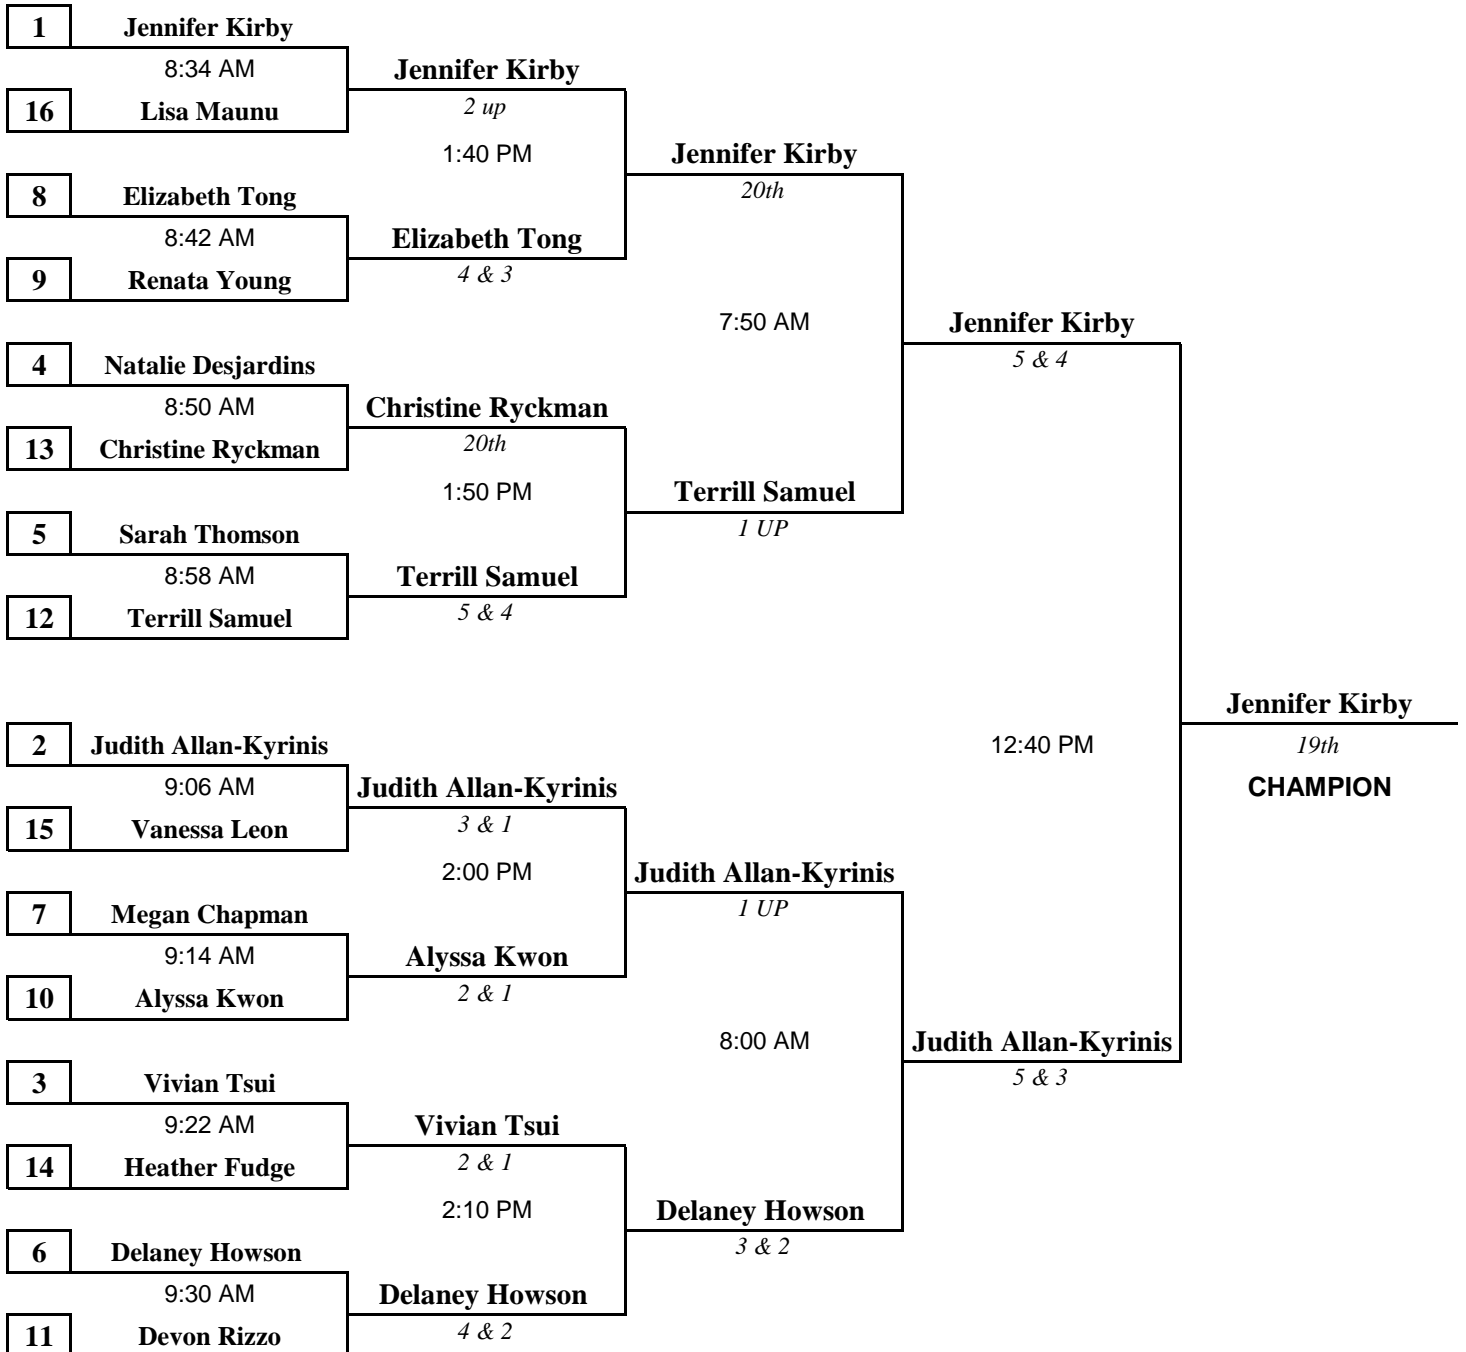 1 Jennifer Kirby
8:34 AM
Jennifer Kirby
16 Lisa Maunu
2 up
1:40 PM
Jennifer Kirby
8 Elizabeth Tong
20th
8:42 AM
Elizabeth Tong
9 Renata Young
4 & 3
7:50 AM
Jennifer Kirby
4 Natalie Desjardins
5 & 4
8:50 AM
Christine Ryckman
13 Christine Ryckman
20th
1:50 PM
Terrill Samuel
5 Sarah Thomson
1 UP
8:58 AM
Terrill Samuel
12 Terrill Samuel
5 & 4
Jennifer Kirby
2 Judith Allan-Kyrinis
12:40 PM
19th
9:06 AM
Judith Allan-Kyrinis
CHAMPION
15 Vanessa Leon
3 & 1
2:00 PM
Judith Allan-Kyrinis
7 Megan Chapman
1 UP
9:14 AM
Alyssa Kwon
10 Alyssa Kwon
2 & 1
8:00 AM
Judith Allan-Kyrinis
3 Vivian Tsui
5 & 3
9:22 AM
Vivian Tsui
14 Heather Fudge
2 & 1
2:10 PM
Delaney Howson
6 Delaney Howson
3 & 2
9:30 AM
Delaney Howson
11 Devon Rizzo
4 & 2